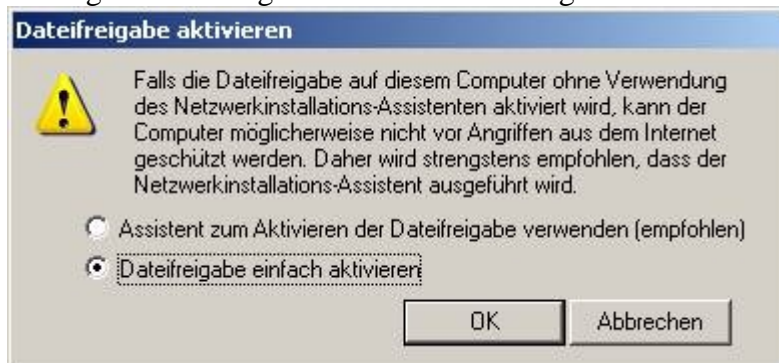 Dateifreigabe aktivieren
Falls die Dateifreigabe auf diesem Computer ohne Verwendung
des Netzwerkinstallations-Assistenten aktiviert wird, kann der
Computer möglicherweise nicht vor Angriffen aus dem Internet
geschützt werden. Daher wird strengstens empfohlen, dass der
Netzwerkinstallations-Assistent ausgeführt wird.
Assistent zum Aktivieren der Dateifreigabe verwenden (empfohlen)
Dateifreigabe einfach aktivieren
OK Abbrechen